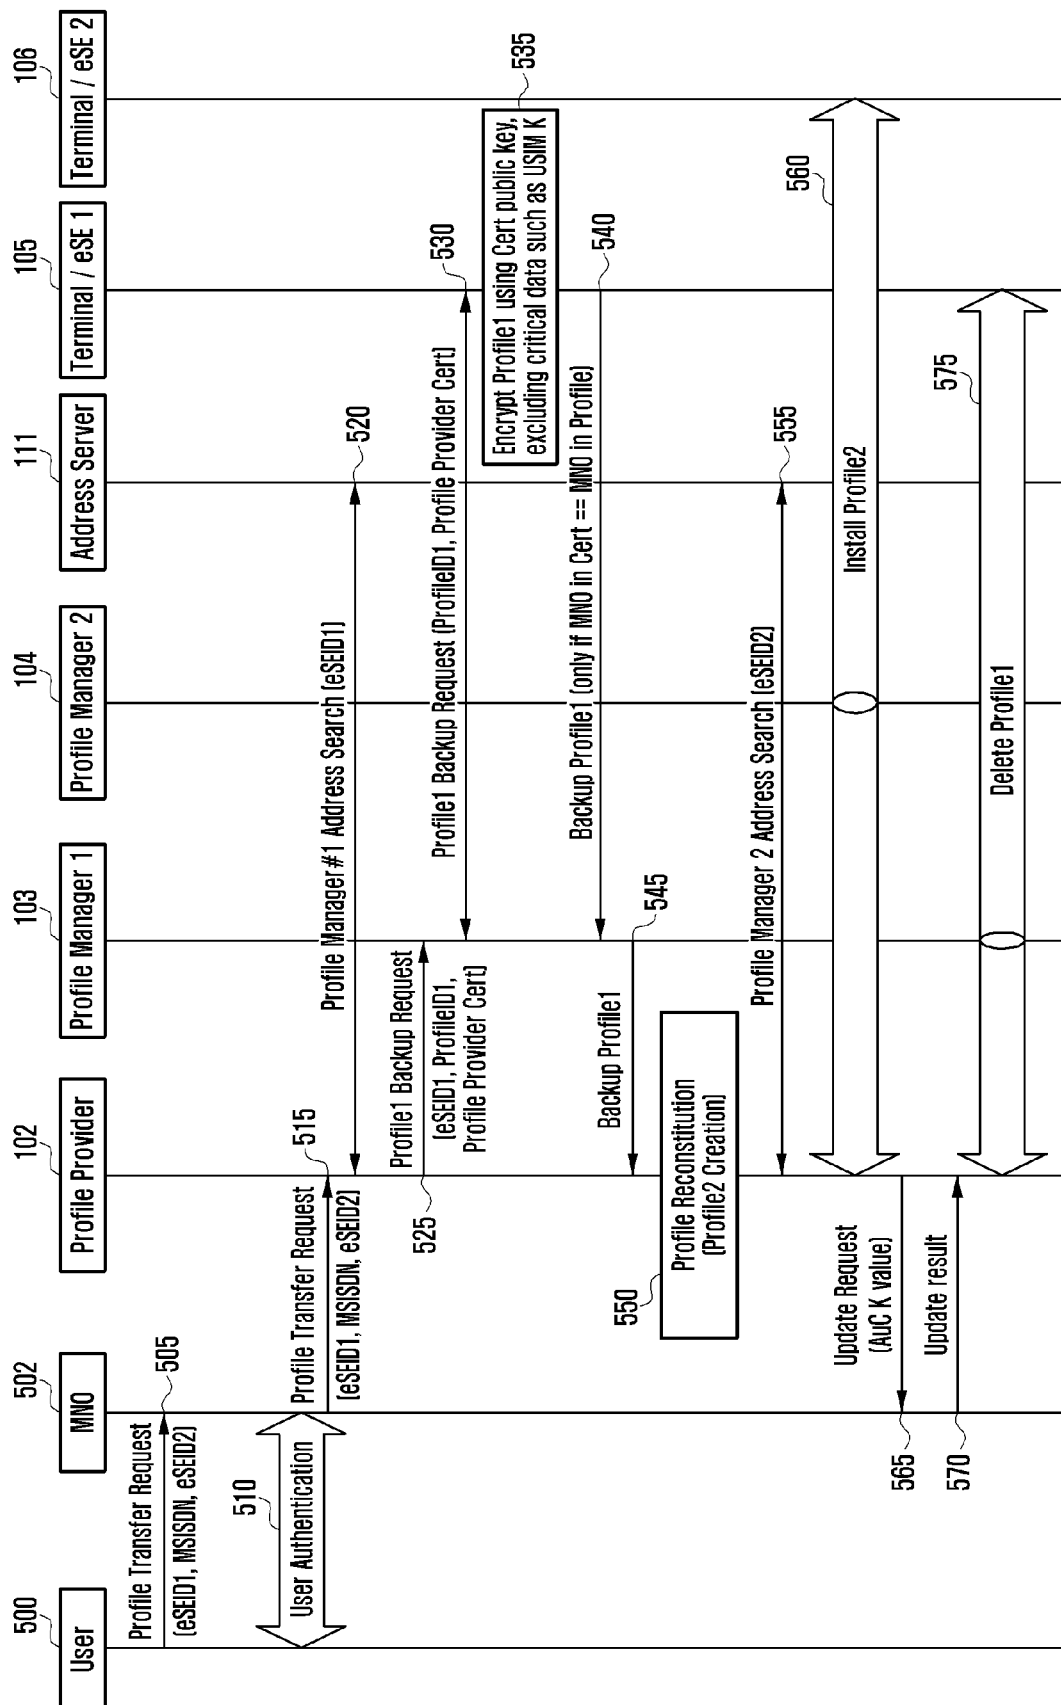 500
User
502
MNO
102
Profile Provider
103
Profile Manager 1
104
Profile Manager 2
111
Address Server
105
Terminal / eSE 1
106
Terminal / eSE 2
Profile Transfer Request
(eSEID1, MSISDN, eSEID2)
505
510
User Authentication
Profile Transfer Request
(eSEID1, MSISDN, eSEID2)
515
Profile Manager#1 Address Search (eSEID1)
520
Profile1 Backup Request
(eSEID1, ProfileID1,
Profile Provider Cert)
525
Profile1 Backup Request (ProfileID1, Profile Provider Cert)
530
Encrypt Profile1 using Cert public key,
excluding critical data such as USIM K
535
Backup Profile1 (only if MNO in Cert == MNO in Profile)
540
Backup Profile1
545
Profile Reconstitution
(Profile2 Creation)
550
Profile Manager 2 Address Search (eSEID2)
555
Install Profile2
560
Update Request
(AuC K value)
565
Update result
570
Delete Profile1
575